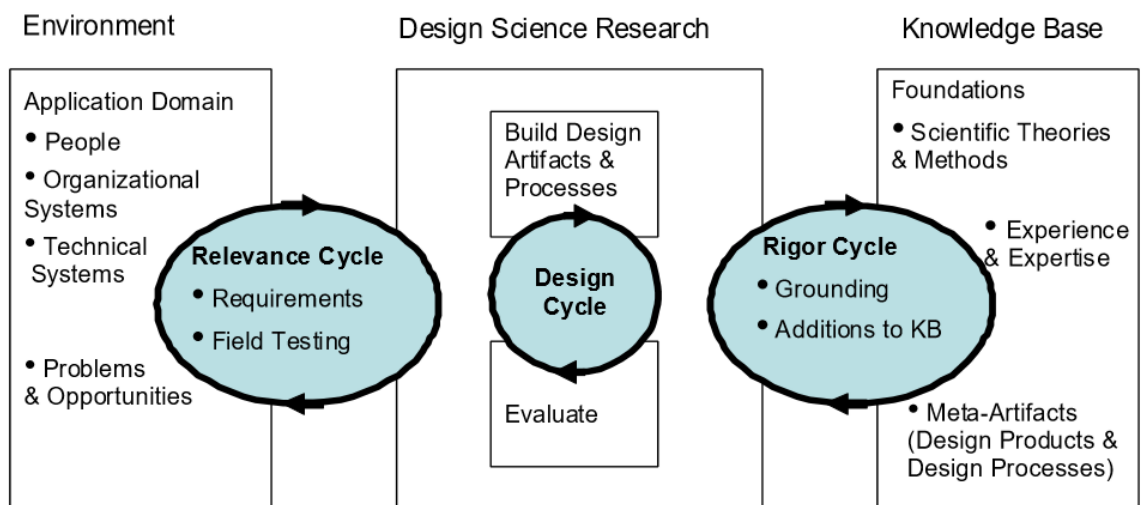 Environment
Design Science Research
Knowledge Base
Application Domain
• People
• Organizational
Systems
• Technical
Systems
• Problems
& Opportunities
Relevance Cycle
• Requirements
• Field Testing
Build Design
Artifacts &
Processes
Design
Cycle
Evaluate
Rigor Cycle
• Grounding
• Additions to KB
Foundations
• Scientific Theories
& Methods
• Experience
& Expertise
• Meta-Artifacts
(Design Products &
Design Processes)